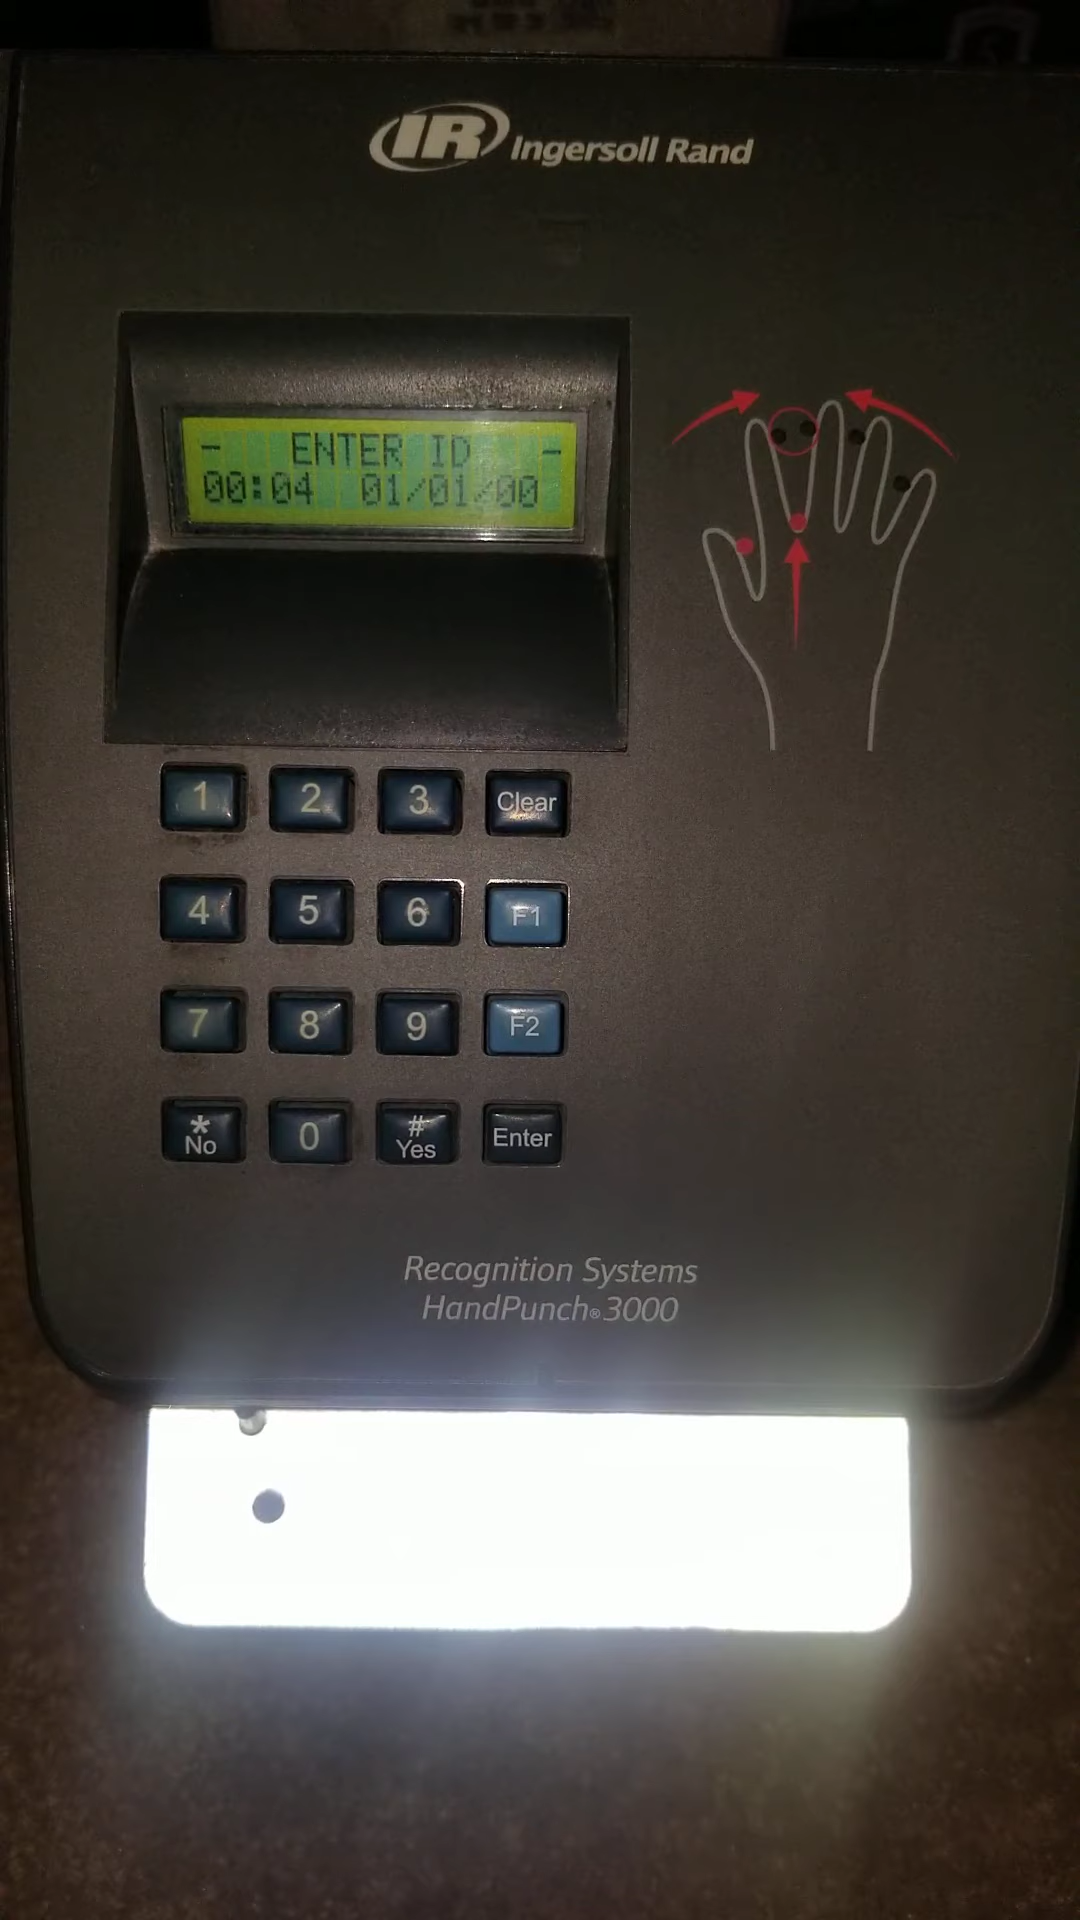 IR Ingersoll Rand
- ENTER ID -
00:04 01/01/00
1 2 3 Clear
4 5 6 F1
7 8 9 F2
* No 0 # Yes Enter
Recognition Systems
HandPunch®3000